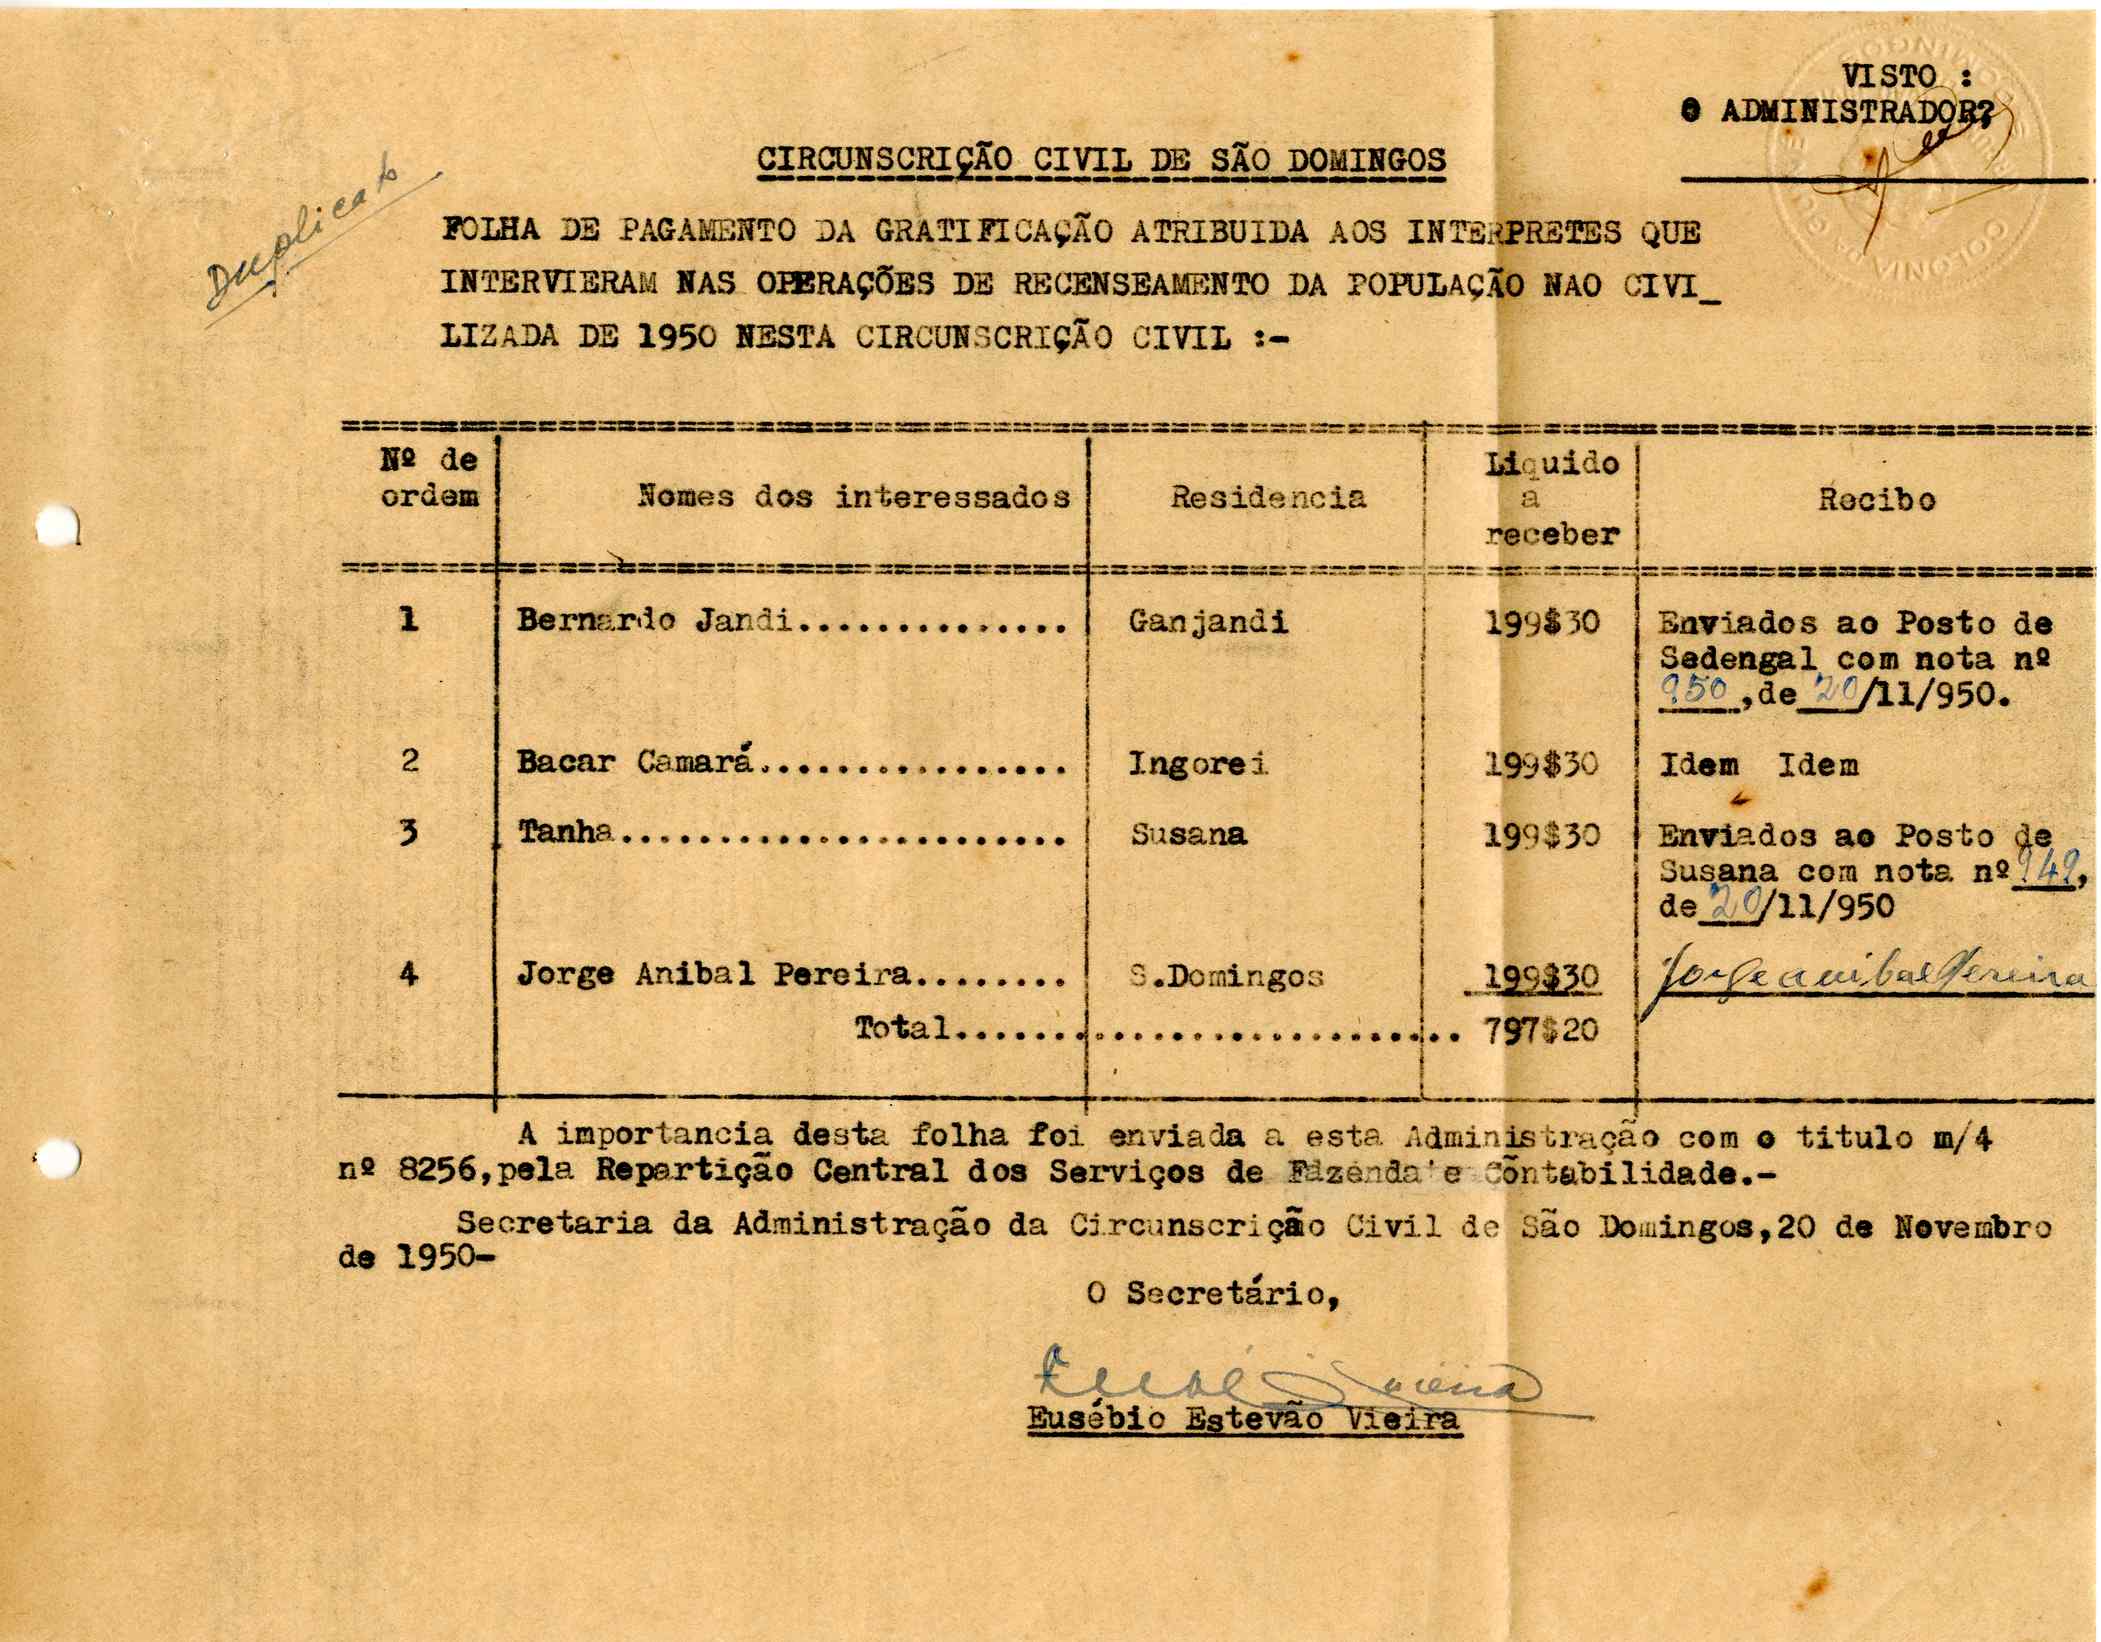 VISTO :
O ADMINISTRADOR?
CIRCUNSCRIÇÃO CIVIL DE SÃO DOMINGOS
Duplicato
FOLHA DE PAGAMENTO DA GRATIFICAÇÃO ATRIBUIDA AOS INTERPRETES QUE
INTERVIERAM NAS OPERAÇÕES DE RECENSEAMENTO DA POPULAÇÃO NAO CIVI_
LIZADA DE 1950 NESTA CIRCUNSCRIÇÃO CIVIL :-
Nº de ordem Nomes dos interessados Residencia Liquido a receber Recibo
1 Bernardo Jandi.............. Ganjandi 199$30 Enviados ao Posto de
Sedengal com nota nº
950,de 20/11/950.
2 Bacar Camará................ Ingorei 199$30 Idem Idem
3 Tanha....................... Susana 199$30 Enviados ao Posto de
Susana com nota nº 949,
de 20/11/950
4 Jorge Anibal Pereira........ S.Domingos 199$30 Jorge Anibal Pereira
Total.......................... 797$20
A importancia desta folha foi enviada a esta Administração com o titulo m/4
nº 8256,pela Repartição Central dos Serviços de Fazenda e Contabilidade.-
Secretaria da Administração da Circunscrição Civil de São Domingos,20 de Novembro
de 1950-
O Secretário,
Eusébio Estevão Vieira